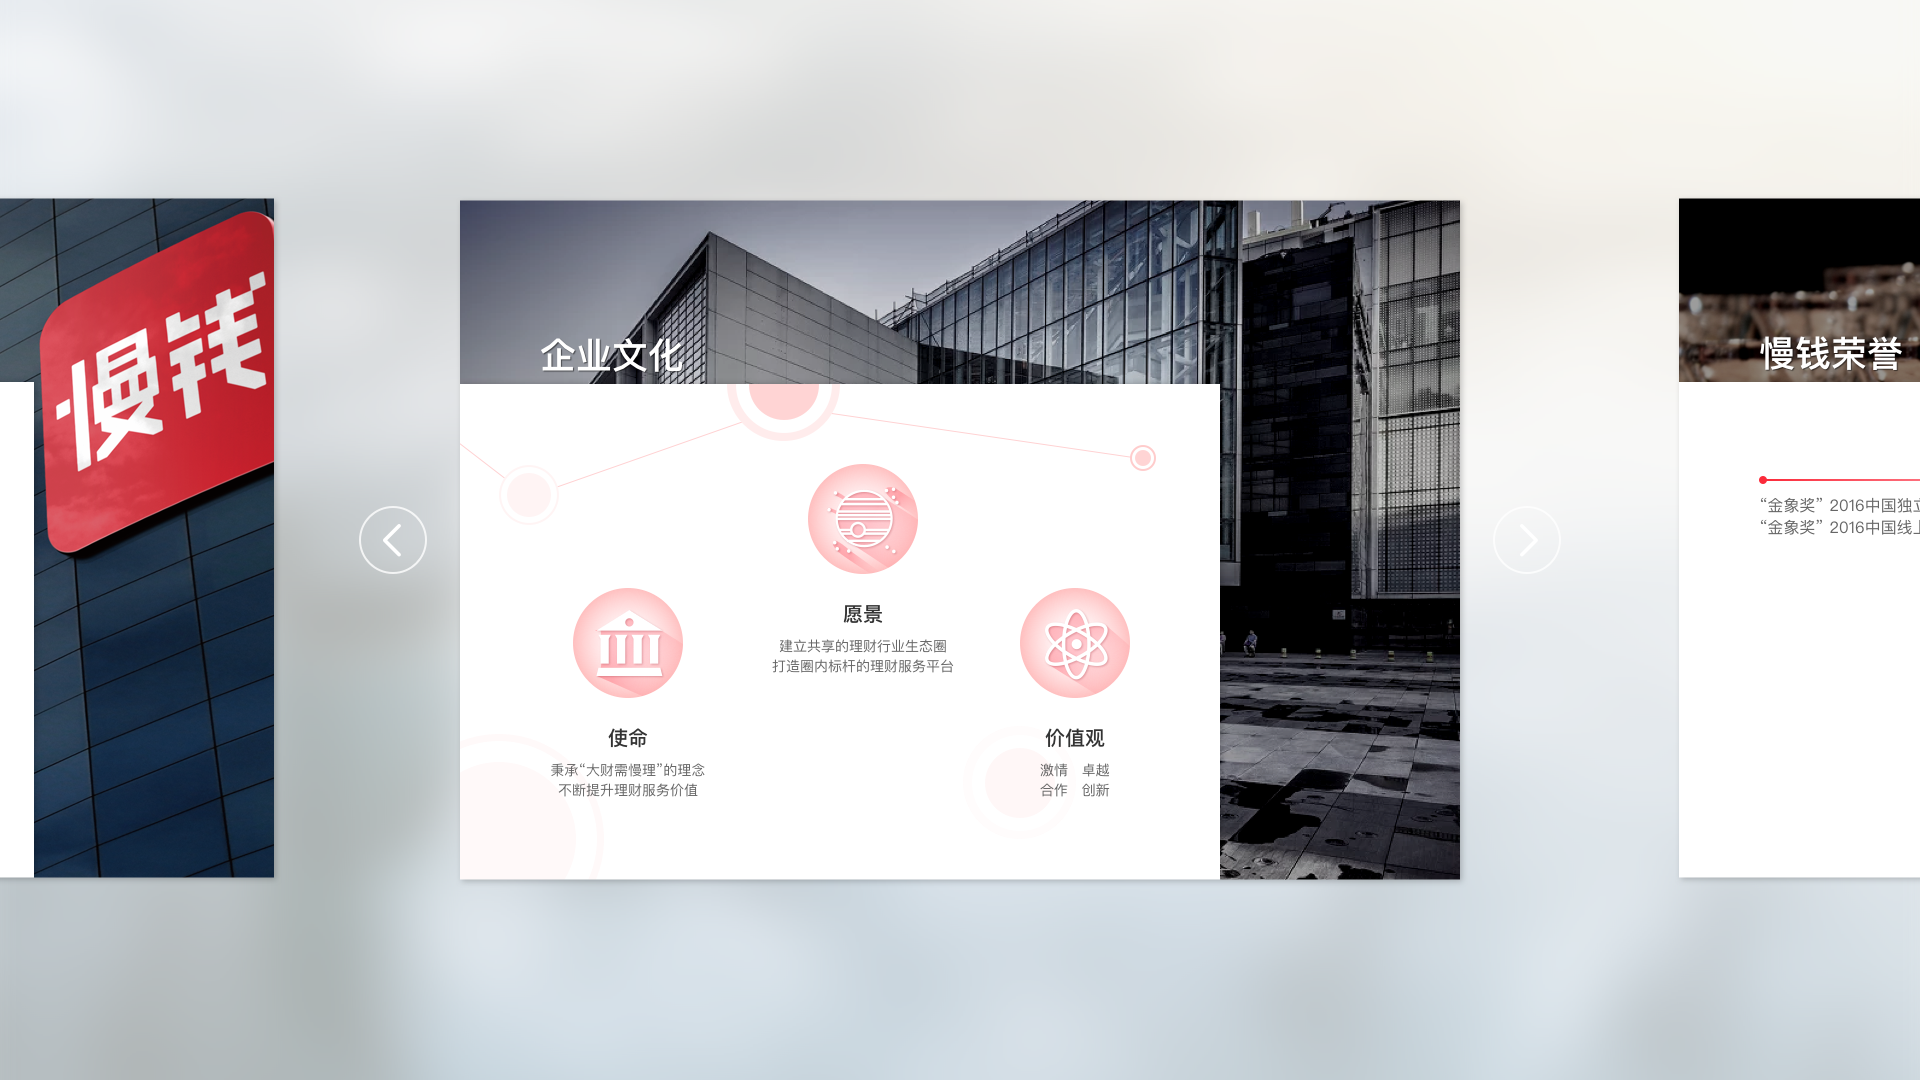 慢钱
企业文化
愿景
建立共享的理财行业生态圈
打造圈内标杆的理财服务平台
使命
秉承“大财需慢理”的理念
不断提升理财服务价值
价值观
激情 卓越
合作 创新
慢钱荣誉
“金象奖” 2016中国独立
“金象奖” 2016中国线上